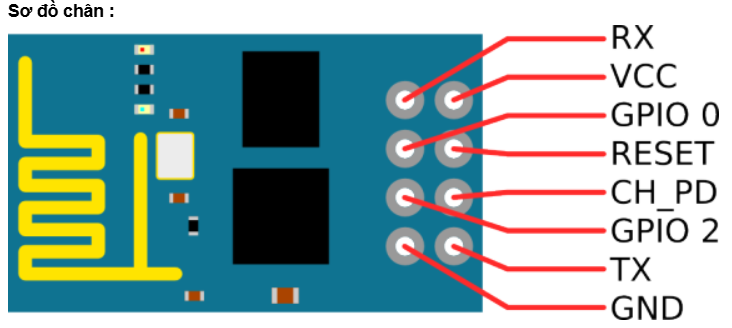 Sơ đồ chân :
RX
VCC
GPIO 0
RESET
CH_PD
GPIO 2
TX
GND